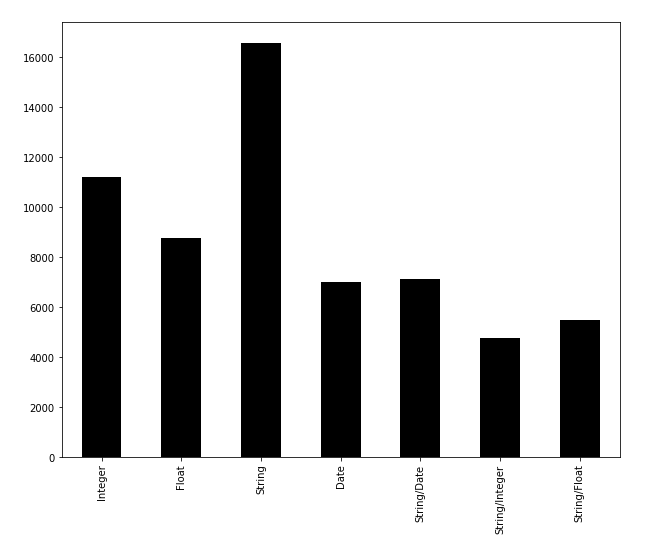 16000
14000
12000
10000
8000
6000
4000
2000
0
Integer
Float
String
Date
String/Date
String/Integer
String/Float